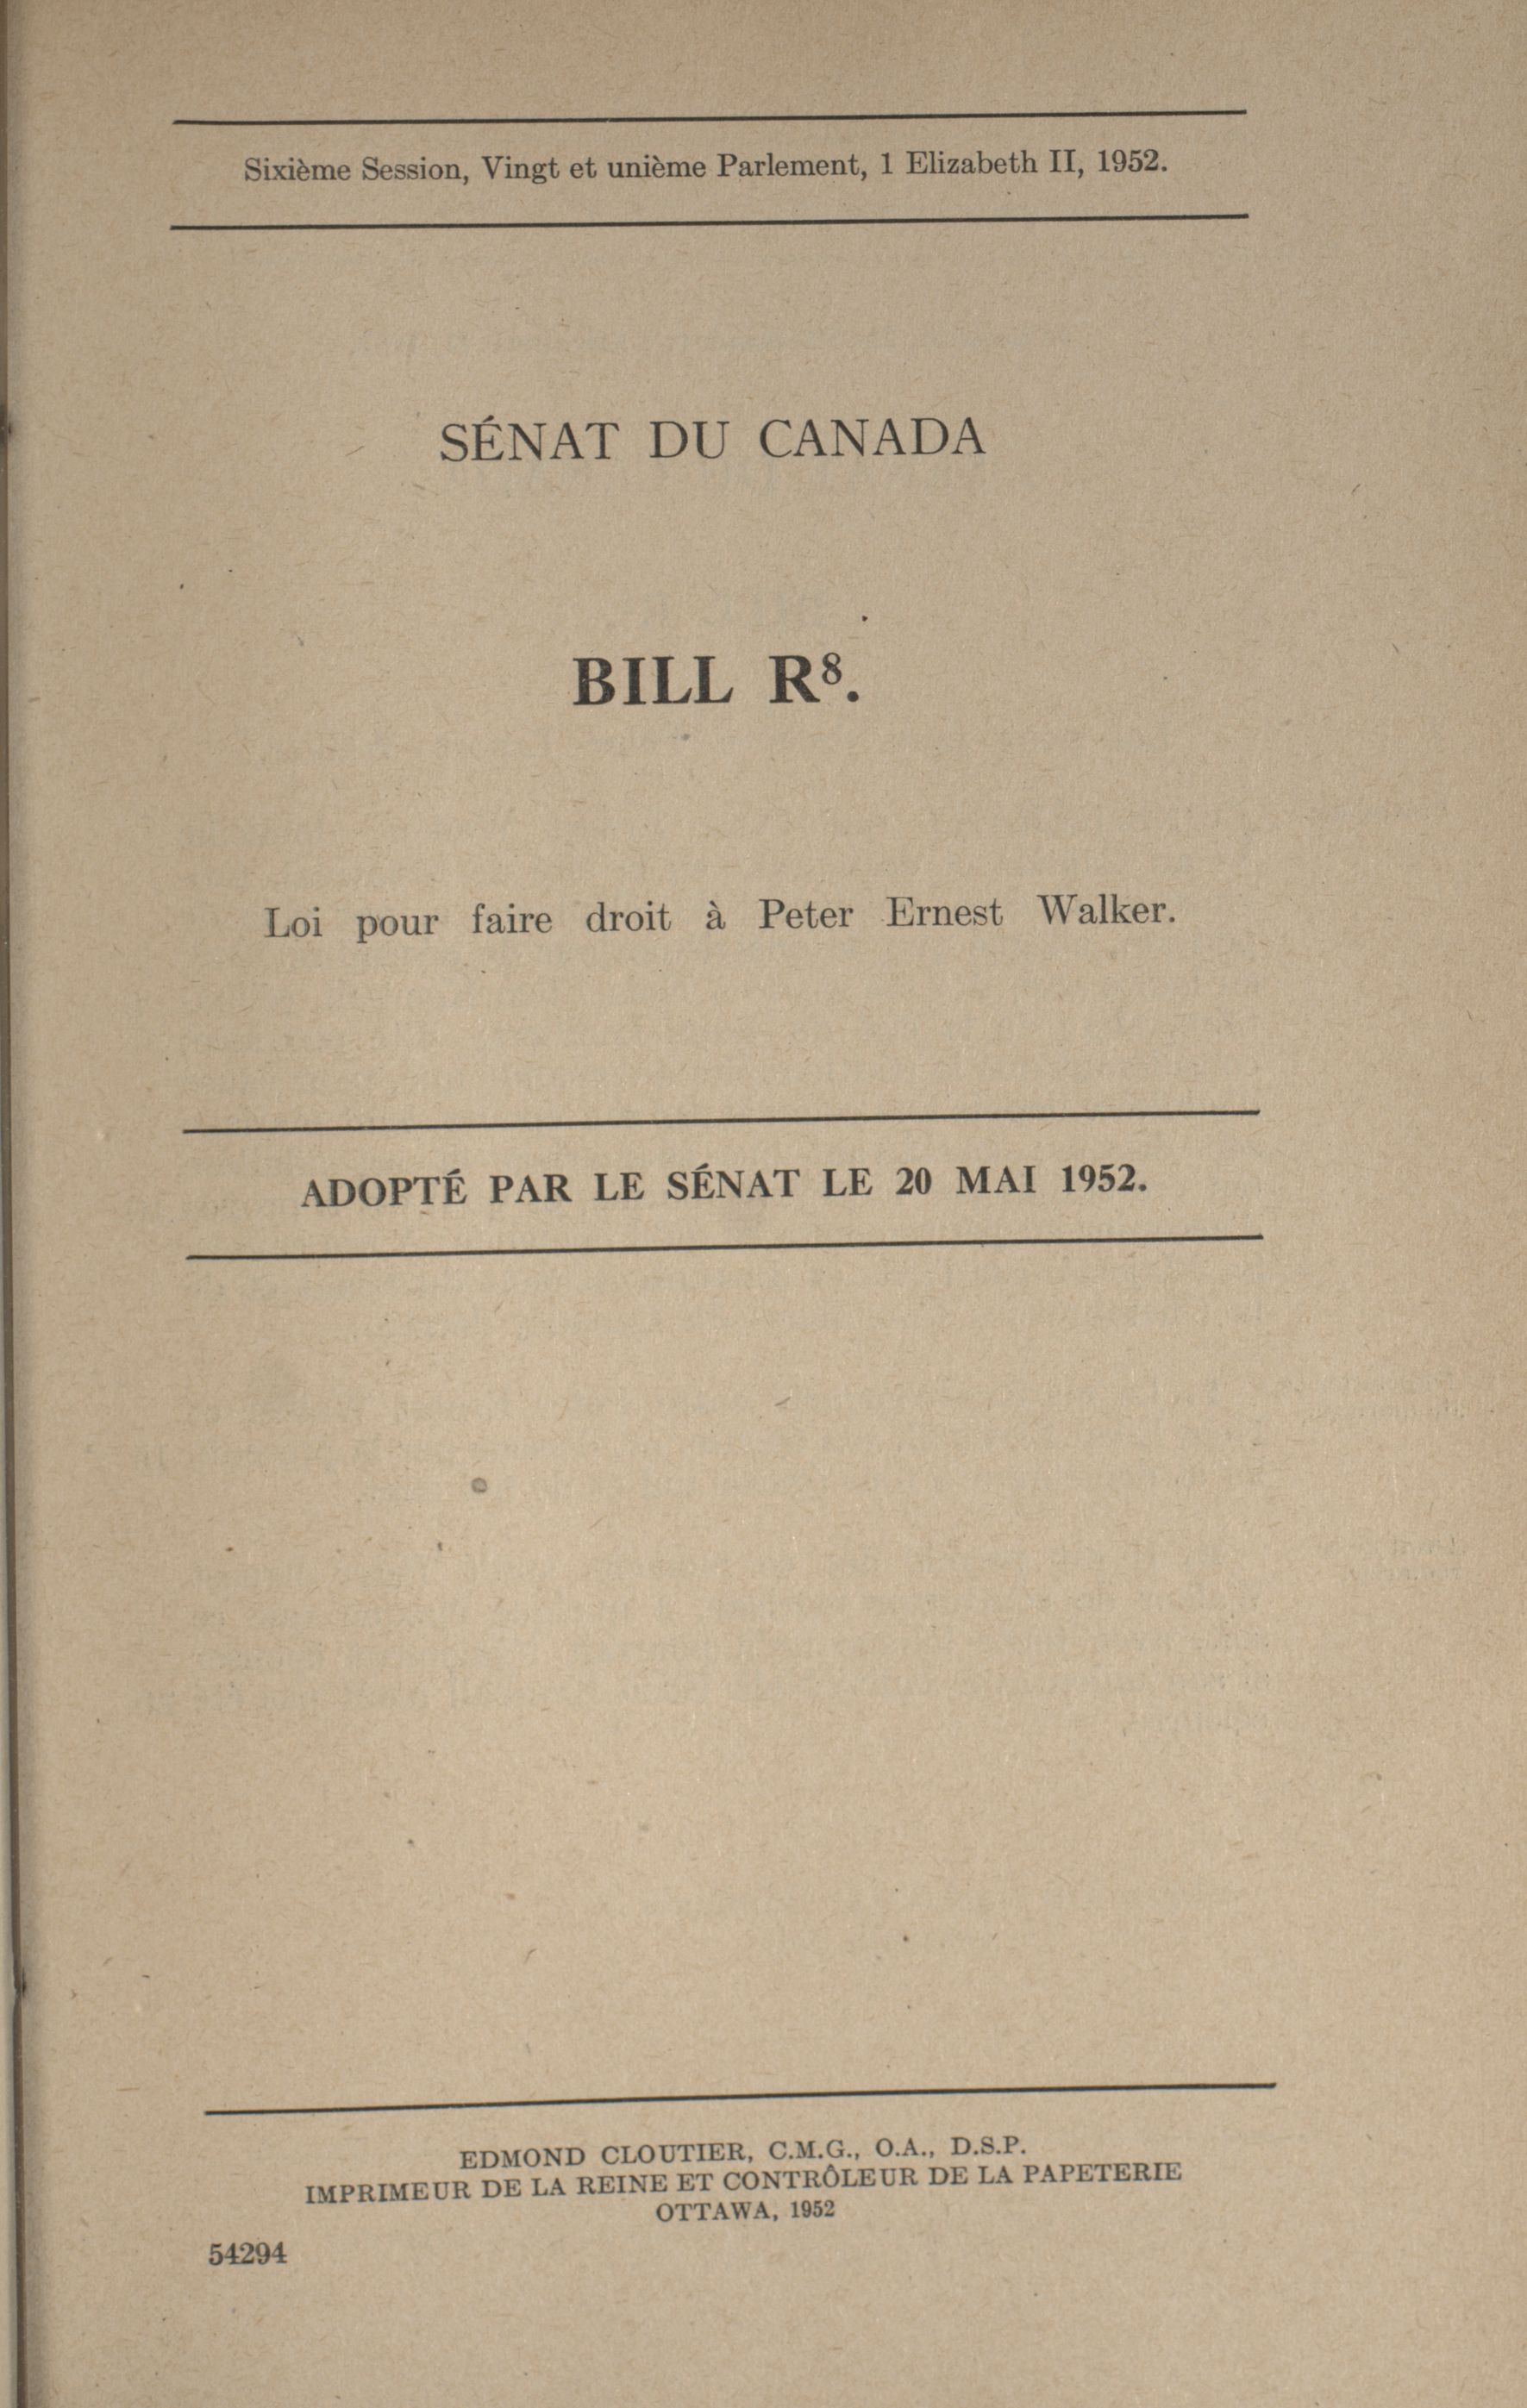 Sixième Session, Vingt et unième Parlement, 1 Elizabeth II, 1952.
SÉNAT DU CANADA
BILL R⁸.
Loi pour faire droit à Peter Ernest Walker.
ADOPTÉ PAR LE SÉNAT LE 20 MAI 1952.
EDMOND CLOUTIER, C.M.G., O.A., D.S.P.
IMPRIMEUR DE LA REINE ET CONTRÔLEUR DE LA PAPETERIE
OTTAWA, 1952
54294